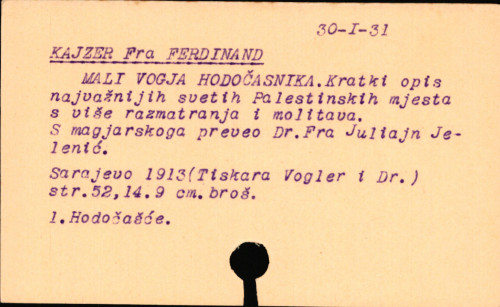 30-I-31
KAJZER Fra FERDINAND
MALI VOGJA HODOČASNIKA.Kratki opis
najvažnijih svetih Palestinskih mjesta
s više razmatranja i molitava.
S magjarskoga preveo Dr.Fra Juliajn Je-
lenić.
Sarajevo 1913(Tiskara Vogler i Dr.)
str.52,14.9 cm.broš.
1.Hodočašće.